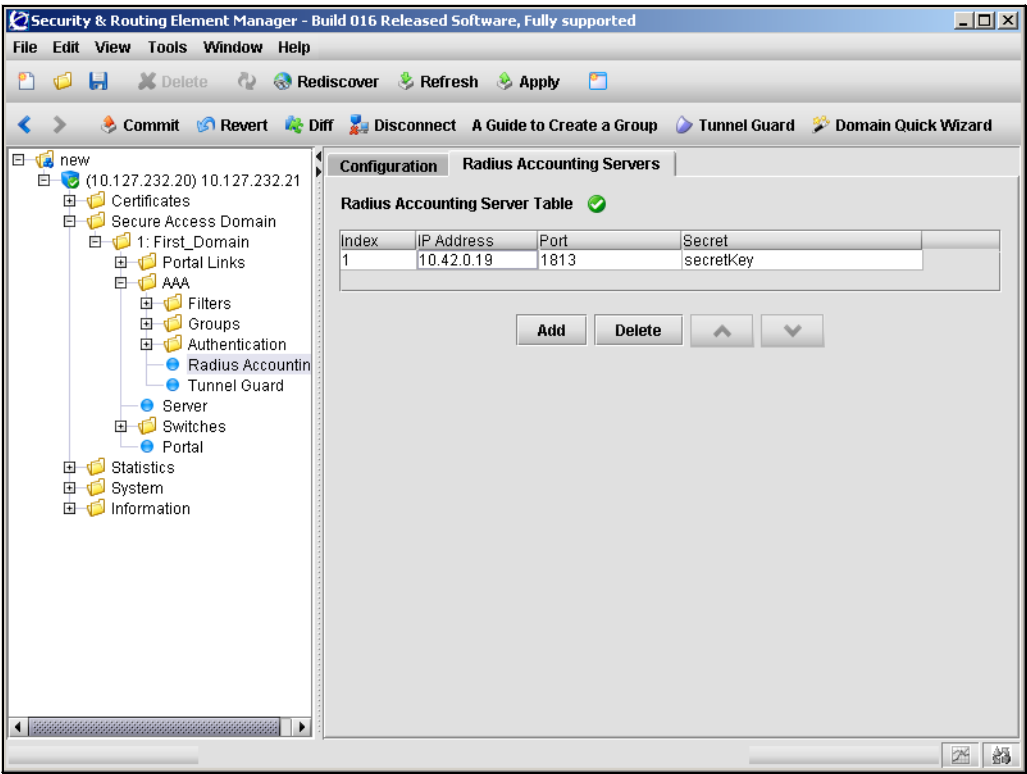 Security & Routing Element Manager - Build 016 Released Software, Fully supported
File Edit View Tools Window Help
Delete Rediscover Refresh Apply
Commit Revert Diff Disconnect A Guide to Create a Group Tunnel Guard Domain Quick Wizard
new
(10.127.232.20) 10.127.232.21
Certificates
Secure Access Domain
1: First_Domain
Portal Links
AAA
Filters
Groups
Authentication
Radius Accountin
Tunnel Guard
Server
Switches
Portal
Statistics
System
Information
Configuration Radius Accounting Servers
Radius Accounting Server Table
Index IP Address Port Secret
1 10.42.0.19 1813 secretKey
Add Delete